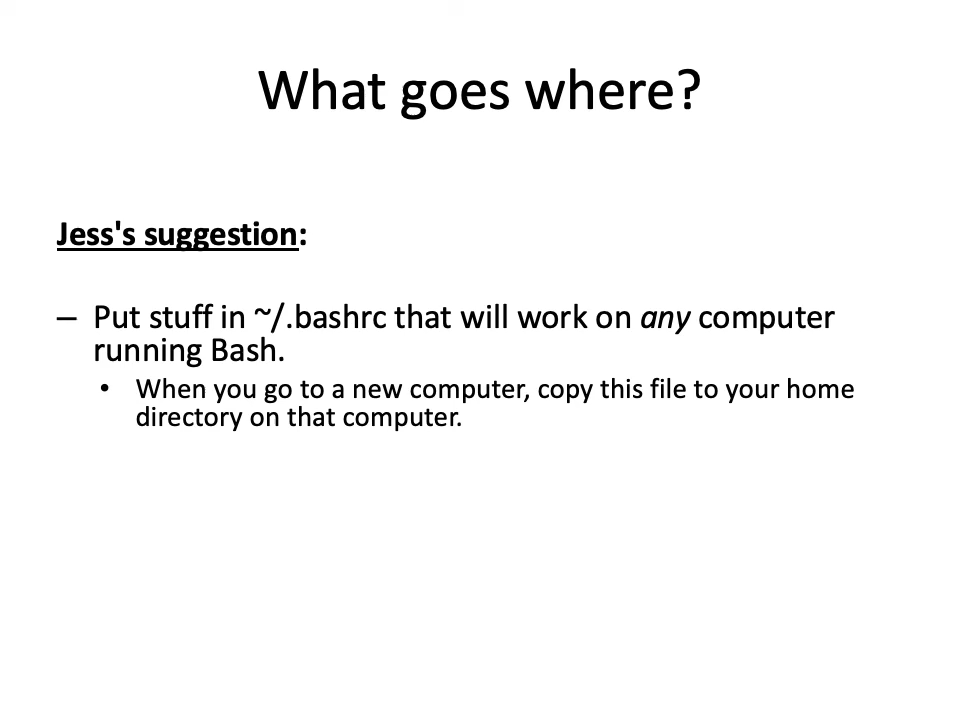 What goes where?
Jess's suggestion:
– Put stuff in ~/.bashrc that will work on any computer
running Bash.
• When you go to a new computer, copy this file to your home
directory on that computer.